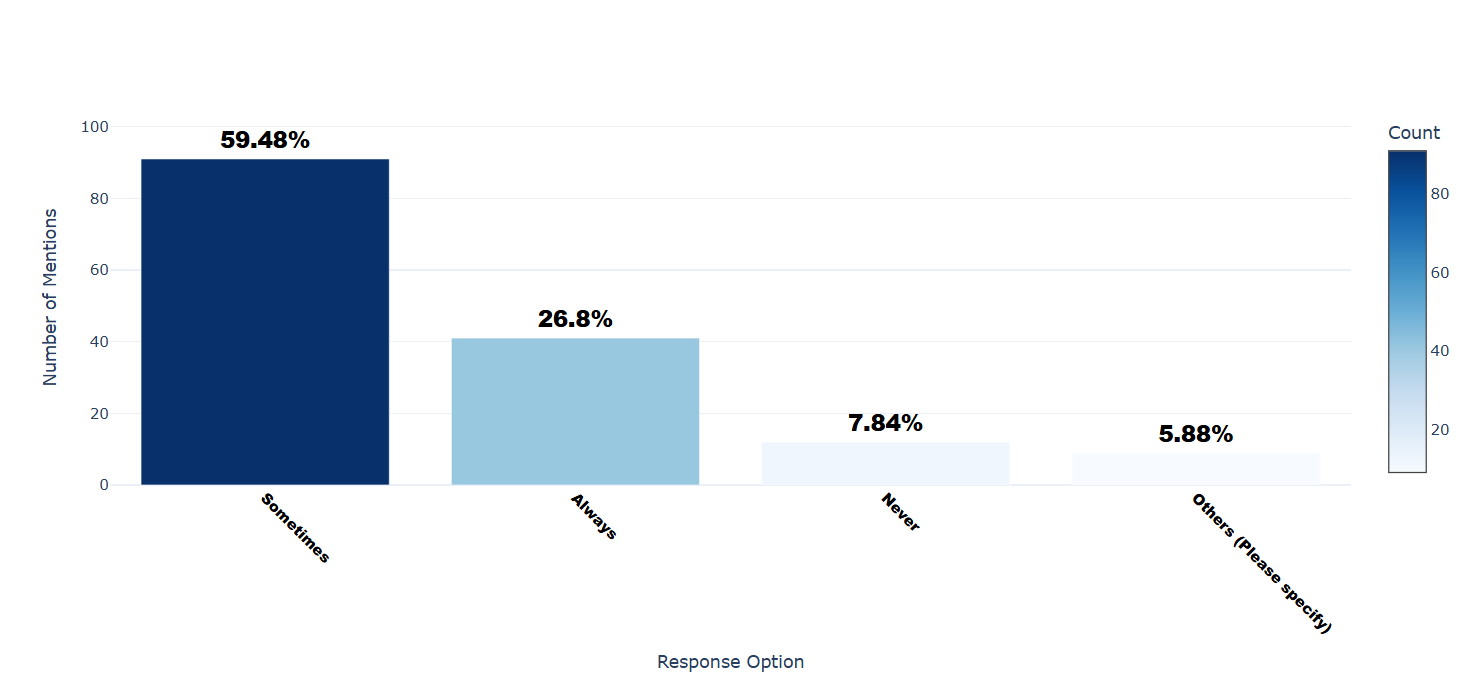 Number of Mentions
100
80
60
40
20
0
59.48%
26.8%
7.84%
5.88%
Sometimes
Always
Never
Others (Please specify)
Response Option
Count
80
60
40
20